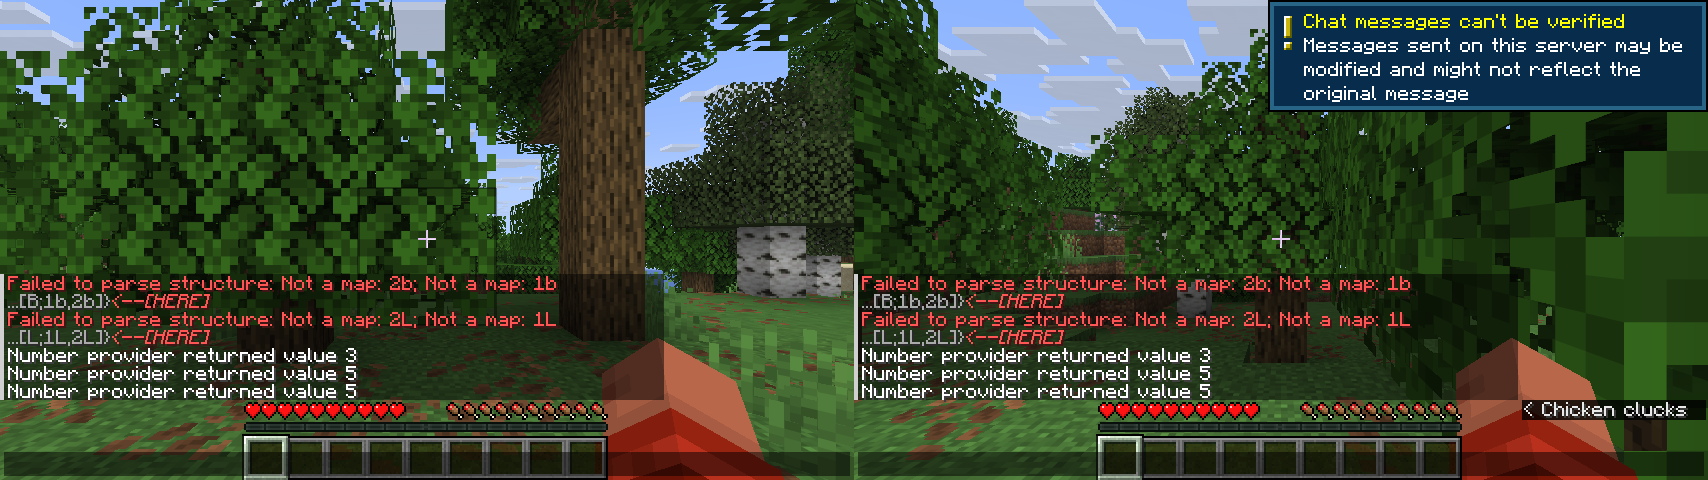 Failed to parse structure: Not a map: 2b; Not a map: 1b
...[B;1b,2b]}<--[HERE]
Failed to parse structure: Not a map: 2L; Not a map: 1L
...[L;1L,2L]}<--[HERE]
Number provider returned value 3
Number provider returned value 5
Number provider returned value 5
Chat messages can't be verified
Messages sent on this server may be
modified and might not reflect the
original message
Failed to parse structure: Not a map: 2b; Not a map: 1b
...[B;1b,2b]}<--[HERE]
Failed to parse structure: Not a map: 2L; Not a map: 1L
...[L;1L,2L]}<--[HERE]
Number provider returned value 3
Number provider returned value 5
Number provider returned value 5
< Chicken clucks